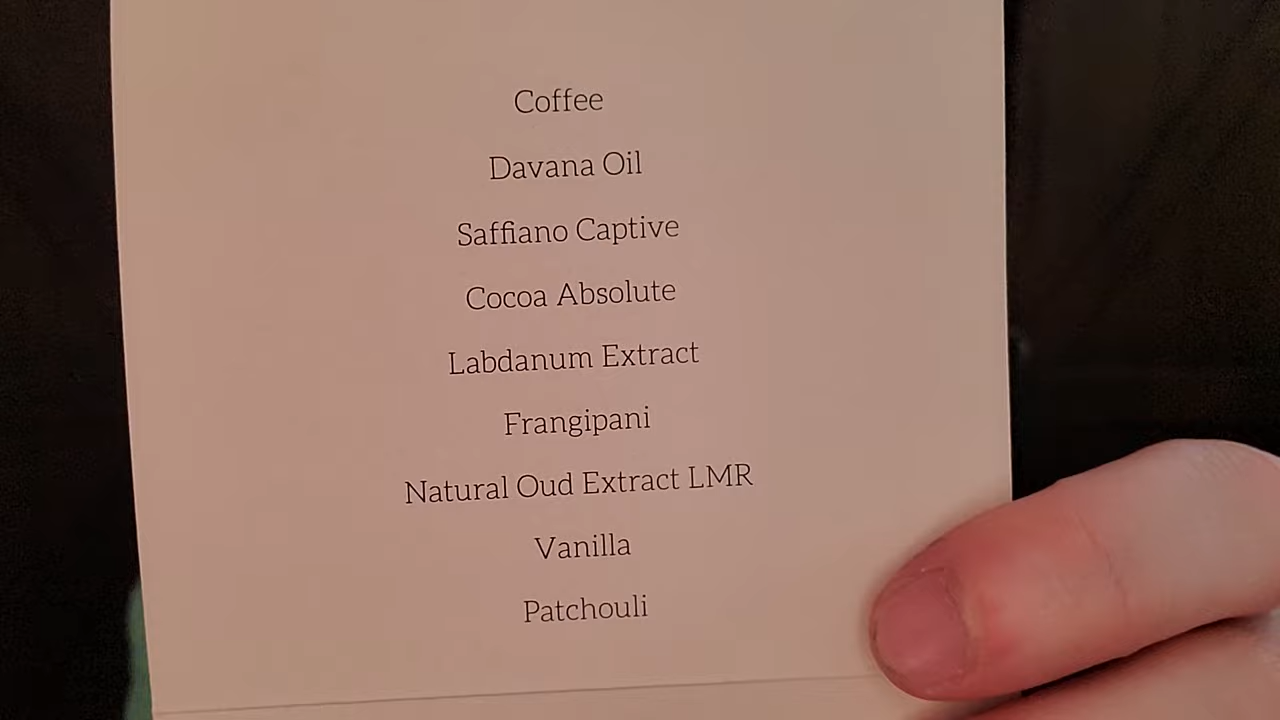 Coffee
Davana Oil
Saffiano Captive
Cocoa Absolute
Labdanum Extract
Frangipani
Natural Oud Extract LMR
Vanilla
Patchouli